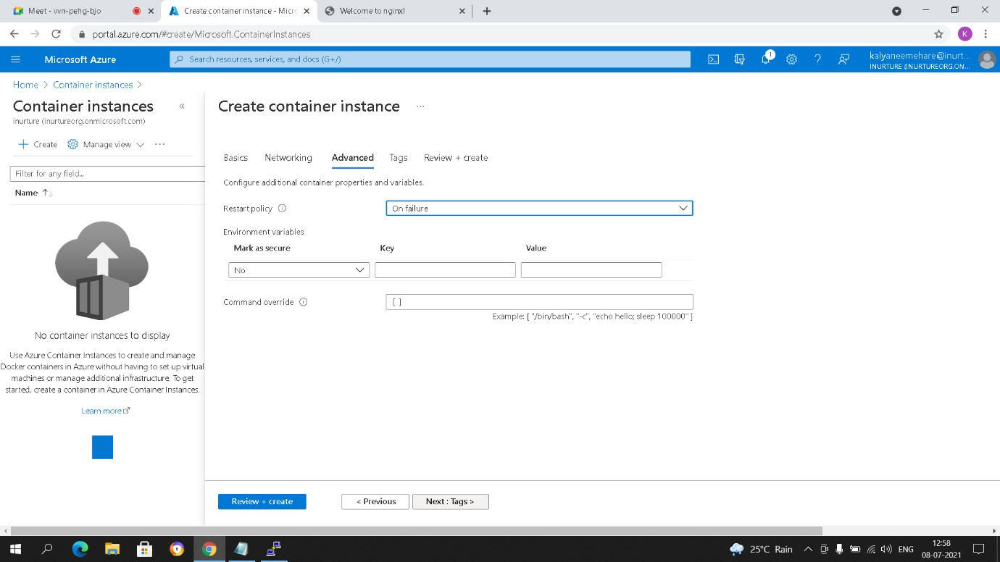 Meet - vvn-pehg-bjo
Create container instance - Micro
Welcome to nginx!
portal.azure.com/#create/Microsoft.ContainerInstances
K
Microsoft Azure
Search resources, services, and docs (G+/)
1
kalyaneemehare@inurt...
INURTURE (INURTUREORG.ON...
Home > Container instances >
Container instances «
inurture (inurtureorg.onmicrosoft.com)
Create Manage view ...
Filter for any field...
Name
No container instances to display
Use Azure Container Instances to create and manage
Docker containers in Azure without having to set up virtual
machines or manage additional infrastructure. To get
started, create a container in Azure Container Instances.
Learn more
Create container instance ...
Basics Networking Advanced Tags Review + create
Configure additional container properties and variables.
Restart policy On failure
Environment variables
Mark as secure Key Value
No
Command override [ ]
Example: [ "/bin/bash", "-c", "echo hello; sleep 100000" ]
Review + create < Previous Next : Tags >
25°C Rain ENG 12:58
08-07-2021